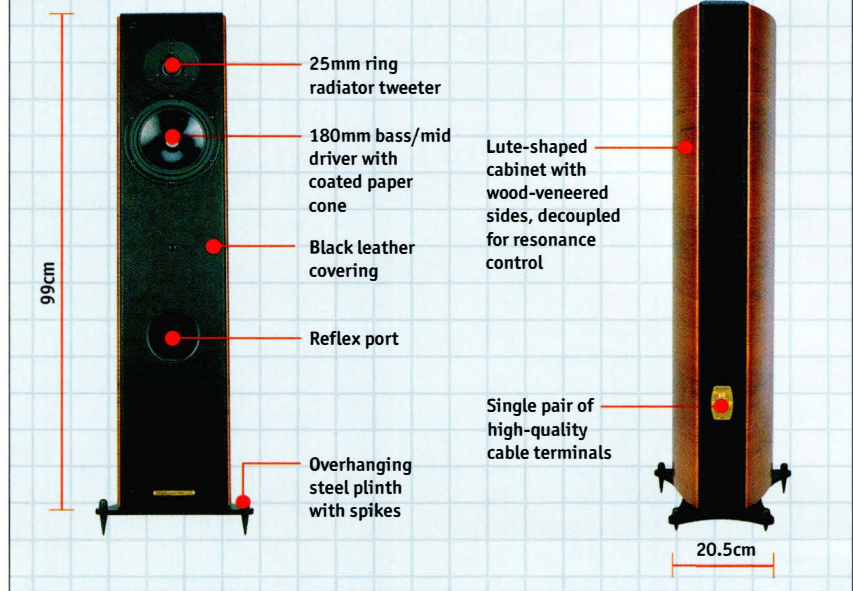 25mm ring
radiator tweeter
180mm bass/mid
driver with
coated paper
cone
Black leather
covering
99cm
Reflex port
Overhanging
steel plinth
with spikes
Lute-shaped
cabinet with
wood-veneered
sides, decoupled
for resonance
control
Single pair of
high-quality
cable terminals
20.5cm